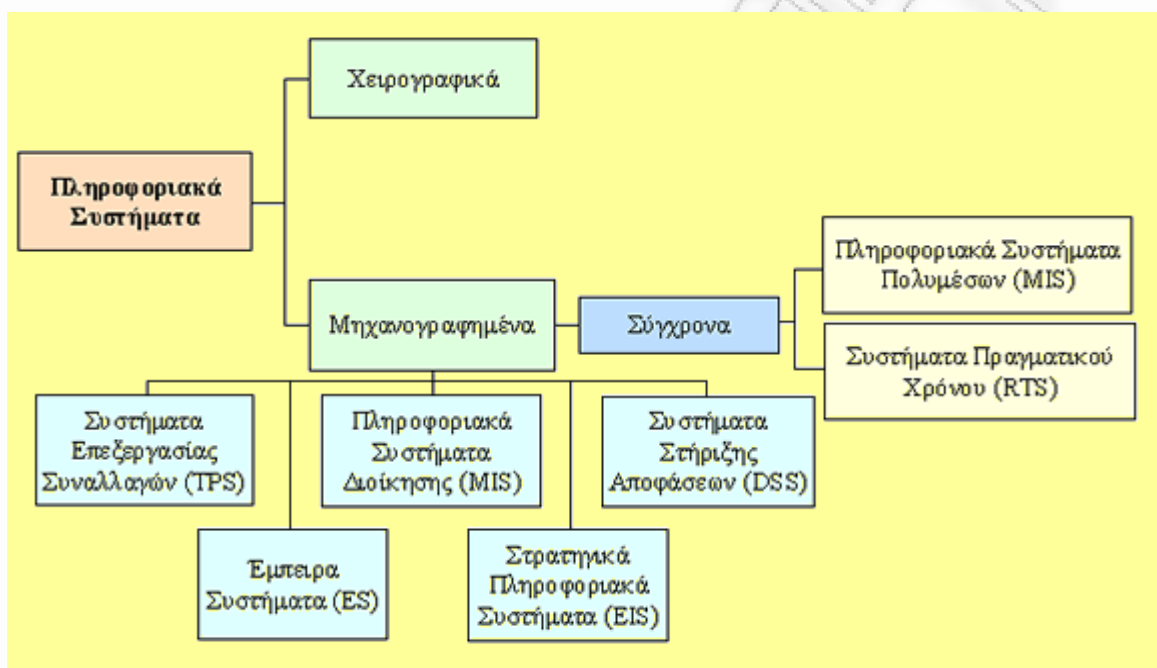 Χειρογραφικά
Πληροφοριακά
Συστήματα
Μηχανογραφημένα
Σύγχρονα
Πληροφοριακά Συστήματα
Πολυμέσων (MIS)
Συστήματα Πραγματικού
Χρόνου (RTS)
Συστήματα
Επεξεργασίας
Συναλλαγών (TPS)
Πληροφοριακά
Συστήματα
Διοίκησης (MIS)
Συστήματα
Στήριξης
Αποφάσεων (DSS)
Έμπειρα
Συστήματα (ES)
Στρατηγικά
Πληροφοριακά
Συστήματα (EIS)